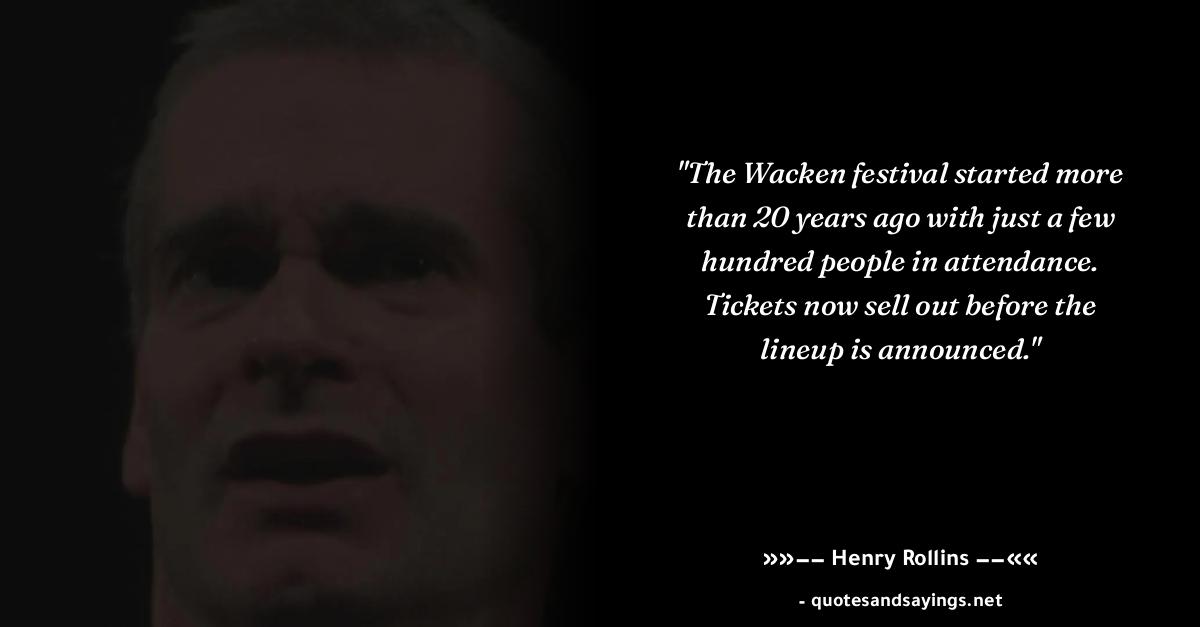 "The Wacken festival started more
than 20 years ago with just a few
hundred people in attendance.
Tickets now sell out before the
lineup is announced."
»»–– Henry Rollins ––««
- quotesandsayings.net